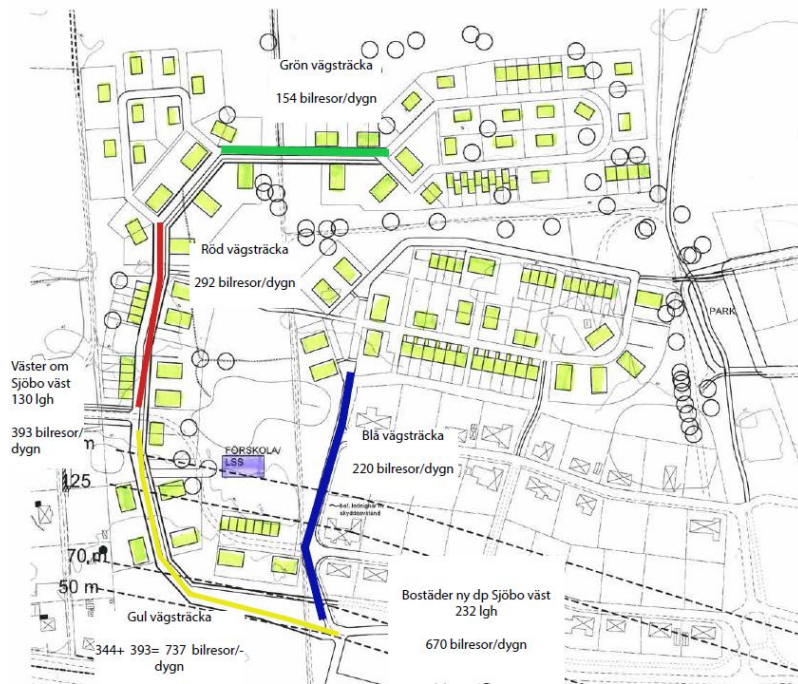 Grön vägsträcka
154 bilresor/dygn
Röd vägsträcka
292 bilresor/dygn
PARK
Väster om
Sjöbo väst
130 lgh
393 bilresor/
dygn
m
Blå vägsträcka
220 bilresor/dygn
FÖRSKOLA/
LSS
125
skyddsavstånd
70 m
50 m
Bostäder ny dp Sjöbo väst
232 lgh
670 bilresor/dygn
Gul vägsträcka
344+ 393= 737 bilresor/-
dygn